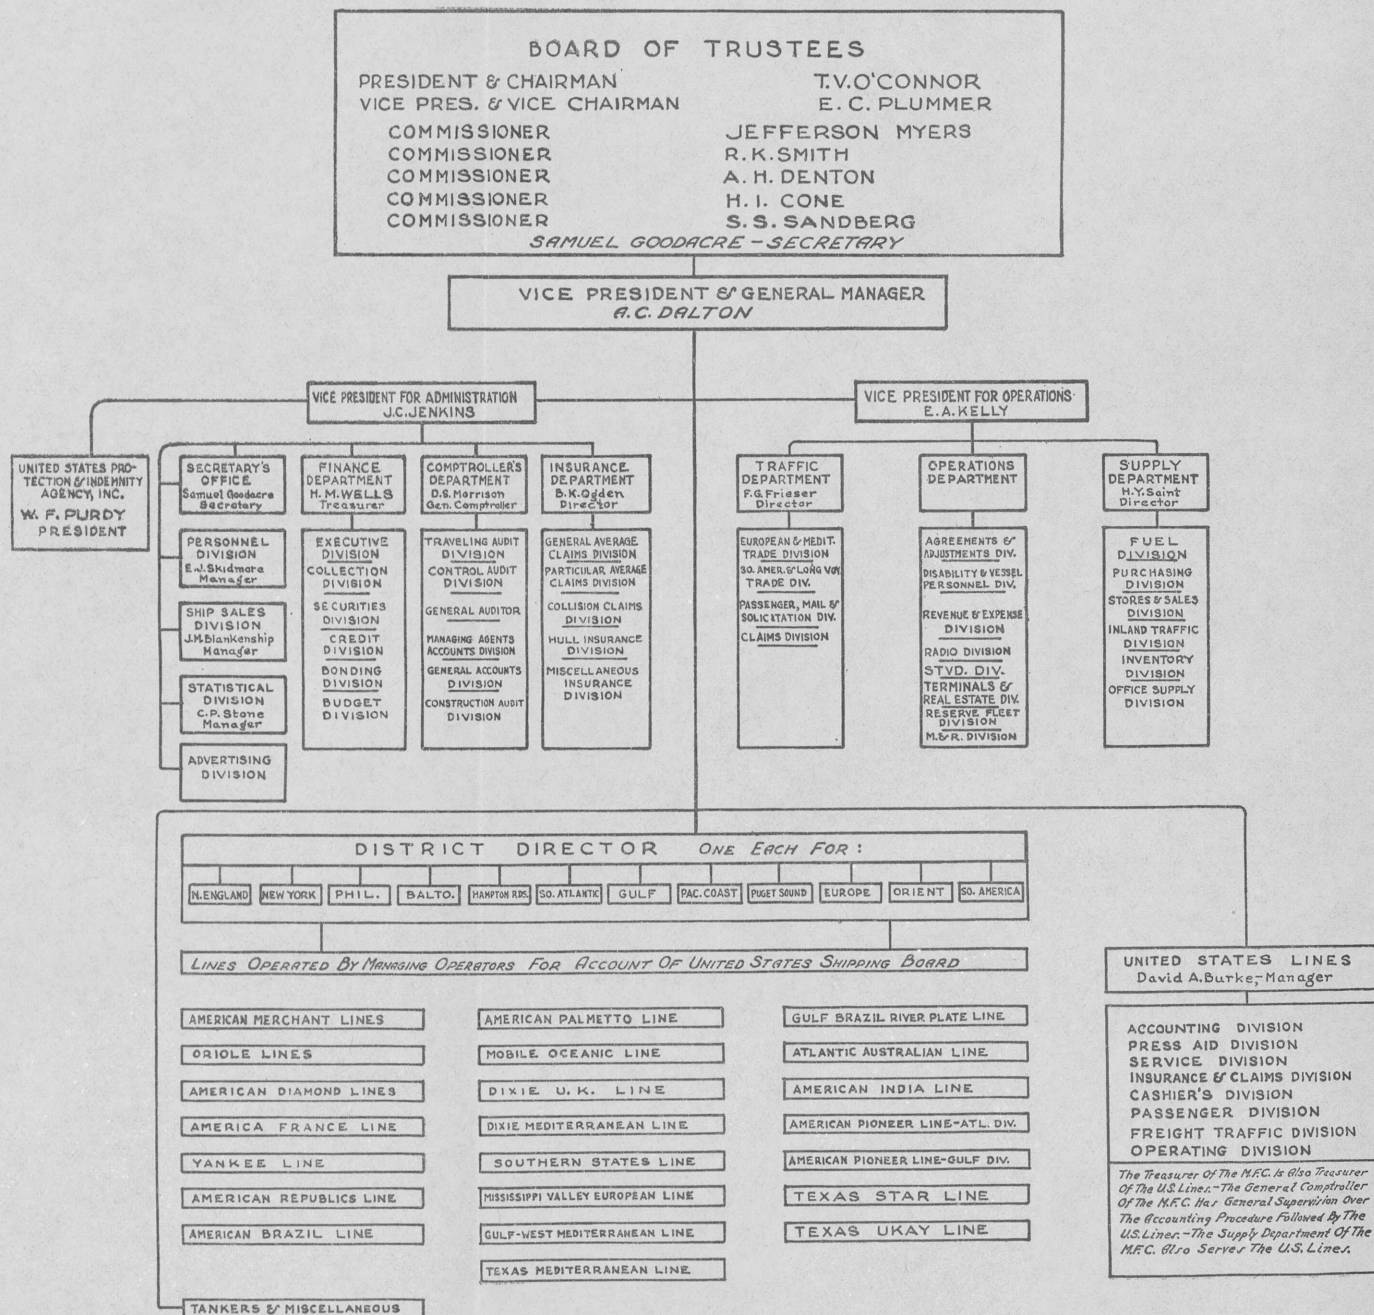 BOARD OF TRUSTEES
PRESIDENT & CHAIRMAN T.V.O'CONNOR
VICE PRES. & VICE CHAIRMAN E.C. PLUMMER
COMMISSIONER JEFFERSON MYERS
COMMISSIONER R.K.SMITH
COMMISSIONER A.H. DENTON
COMMISSIONER H.I. CONE
COMMISSIONER S.S.SANDBERG
SAMUEL GOODACRE - SECRETARY
VICE PRESIDENT & GENERAL MANAGER
A.C. DALTON
VICE PRESIDENT FOR ADMINISTRATION
J.C.JENKINS
VICE PRESIDENT FOR OPERATIONS
E.A.KELLY
UNITED STATES PRO-
TECTION & INDEMNITY
AGENCY, INC.
W. F. PURDY
PRESIDENT
SECRETARY'S
OFFICE
Samuel Goodacre
Secretary
PERSONNEL
DIVISION
E.J.Skidmore
Manager
SHIP SALES
DIVISION
J.M.Blankenship
Manager
STATISTICAL
DIVISION
C.P.Stone
Manager
ADVERTISING
DIVISION
FINANCE
DEPARTMENT
H.M.WELLS
Treasurer
EXECUTIVE
DIVISION
COLLECTION
DIVISION
SECURITIES
DIVISION
CREDIT
DIVISION
BONDING
DIVISION
BUDGET
DIVISION
COMPTROLLER'S
DEPARTMENT
D.S.Morrison
Gen. Comptroller
TRAVELING AUDIT
DIVISION
CONTROL AUDIT
DIVISION
GENERAL AUDITOR
MANAGING AGENTS
ACCOUNTS DIVISION
GENERAL ACCOUNTS
DIVISION
CONSTRUCTION AUDIT
DIVISION
INSURANCE
DEPARTMENT
B.K.Ogden
Director
GENERAL AVERAGE
CLAIMS DIVISION
PARTICULAR AVERAGE
CLAIMS DIVISION
COLLISION CLAIMS
DIVISION
HULL INSURANCE
DIVISION
MISCELLANEOUS
INSURANCE
DIVISION
TRAFFIC
DEPARTMENT
F.G.Frieser
Director
EUROPEAN & MEDIT.
TRADE DIVISION
SO. AMER. & LONG VOY.
TRADE DIV.
PASSENGER, MAIL &
SOLICITATION DIV.
CLAIMS DIVISION
OPERATIONS
DEPARTMENT
AGREEMENTS &
ADJUSTMENTS DIV.
DISABILITY & VESSEL
PERSONNEL DIV.
REVENUE & EXPENSE
DIVISION
RADIO DIVISION
STVD. DIV.
TERMINALS &
REAL ESTATE DIV.
RESERVE FLEET
DIVISION
M.& R. DIVISION
SUPPLY
DEPARTMENT
H.Y.Saint
Director
FUEL
DIVISION
PURCHASING
DIVISION
STORES & SALES
DIVISION
INLAND TRAFFIC
DIVISION
INVENTORY
DIVISION
OFFICE SUPPLY
DIVISION
DISTRICT DIRECTOR ONE EACH FOR :
N.ENGLAND NEW YORK PHIL. BALTO. HAMPTON RDS. SO. ATLANTIC GULF PAC. COAST PUGET SOUND EUROPE ORIENT SO. AMERICA
LINES OPERATED BY MANAGING OPERATORS FOR ACCOUNT OF UNITED STATES SHIPPING BOARD
AMERICAN MERCHANT LINES
ORIOLE LINES
AMERICAN DIAMOND LINES
AMERICA FRANCE LINE
YANKEE LINE
AMERICAN REPUBLICS LINE
AMERICAN BRAZIL LINE
TANKERS & MISCELLANEOUS
AMERICAN PALMETTO LINE
MOBILE OCEANIC LINE
DIXIE U.K. LINE
DIXIE MEDITERRANEAN LINE
SOUTHERN STATES LINE
MISSISSIPPI VALLEY EUROPEAN LINE
GULF-WEST MEDITERRANEAN LINE
TEXAS MEDITERRANEAN LINE
GULF BRAZIL RIVER PLATE LINE
ATLANTIC AUSTRALIAN LINE
AMERICAN INDIA LINE
AMERICAN PIONEER LINE-ATL. DIV.
AMERICAN PIONEER LINE-GULF DIV.
TEXAS STAR LINE
TEXAS UKAY LINE
UNITED STATES LINES
David A.Burke,-Manager
ACCOUNTING DIVISION
PRESS AID DIVISION
SERVICE DIVISION
INSURANCE & CLAIMS DIVISION
CASHIER'S DIVISION
PASSENGER DIVISION
FREIGHT TRAFFIC DIVISION
OPERATING DIVISION
The Treasurer Of The M.F.C. Is Also Treasurer
Of The U.S. Lines.-The General Comptroller
Of The M.F.C. Has General Supervision Over
The Accounting Procedure Followed By The
U.S. Lines.-The Supply Department Of The
M.F.C. Also Serves The U.S. Lines.